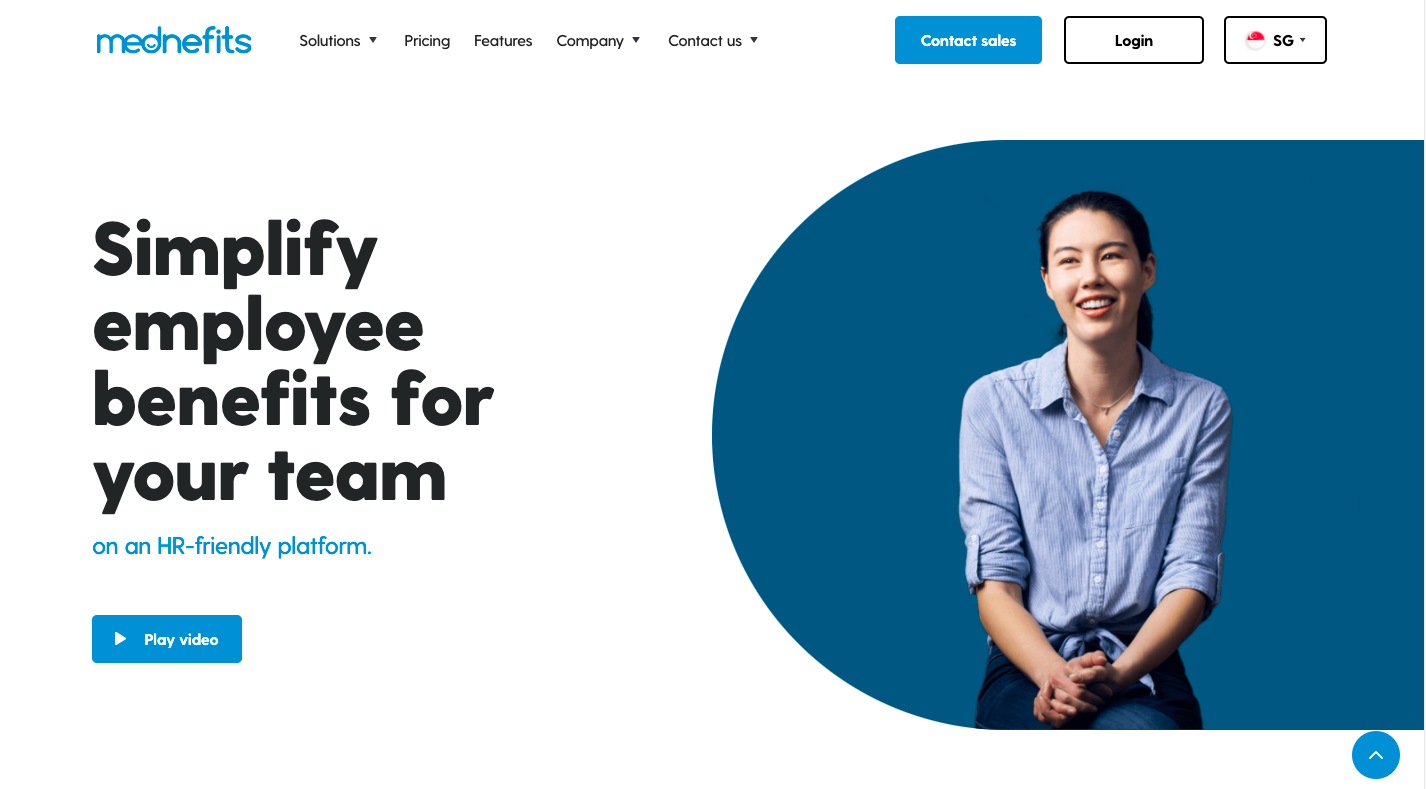 mednefits
Solutions
Pricing
Features
Company
Contact us
Contact sales
Login
SG
Simplify
employee
benefits for
your team
on an HR-friendly platform.
Play video